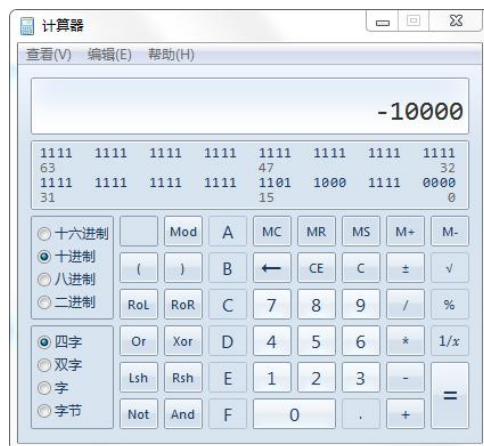 计算器
查看(V) 编辑(E) 帮助(H)
-10000
1111 1111 1111 1111 1111 1111 1111 1111
63 47 32
1111 1111 1111 1111 1101 1000 1111 0000
31 15 0
十六进制 Mod A MC MR MS M+ M-
十进制
八进制 ( ) B ← CE C ± √
二进制 RoL RoR C 7 8 9 / %
四字 Or Xor D 4 5 6 * 1/x
双字
字 Lsh Rsh E 1 2 3 - =
字节 Not And F 0 . +